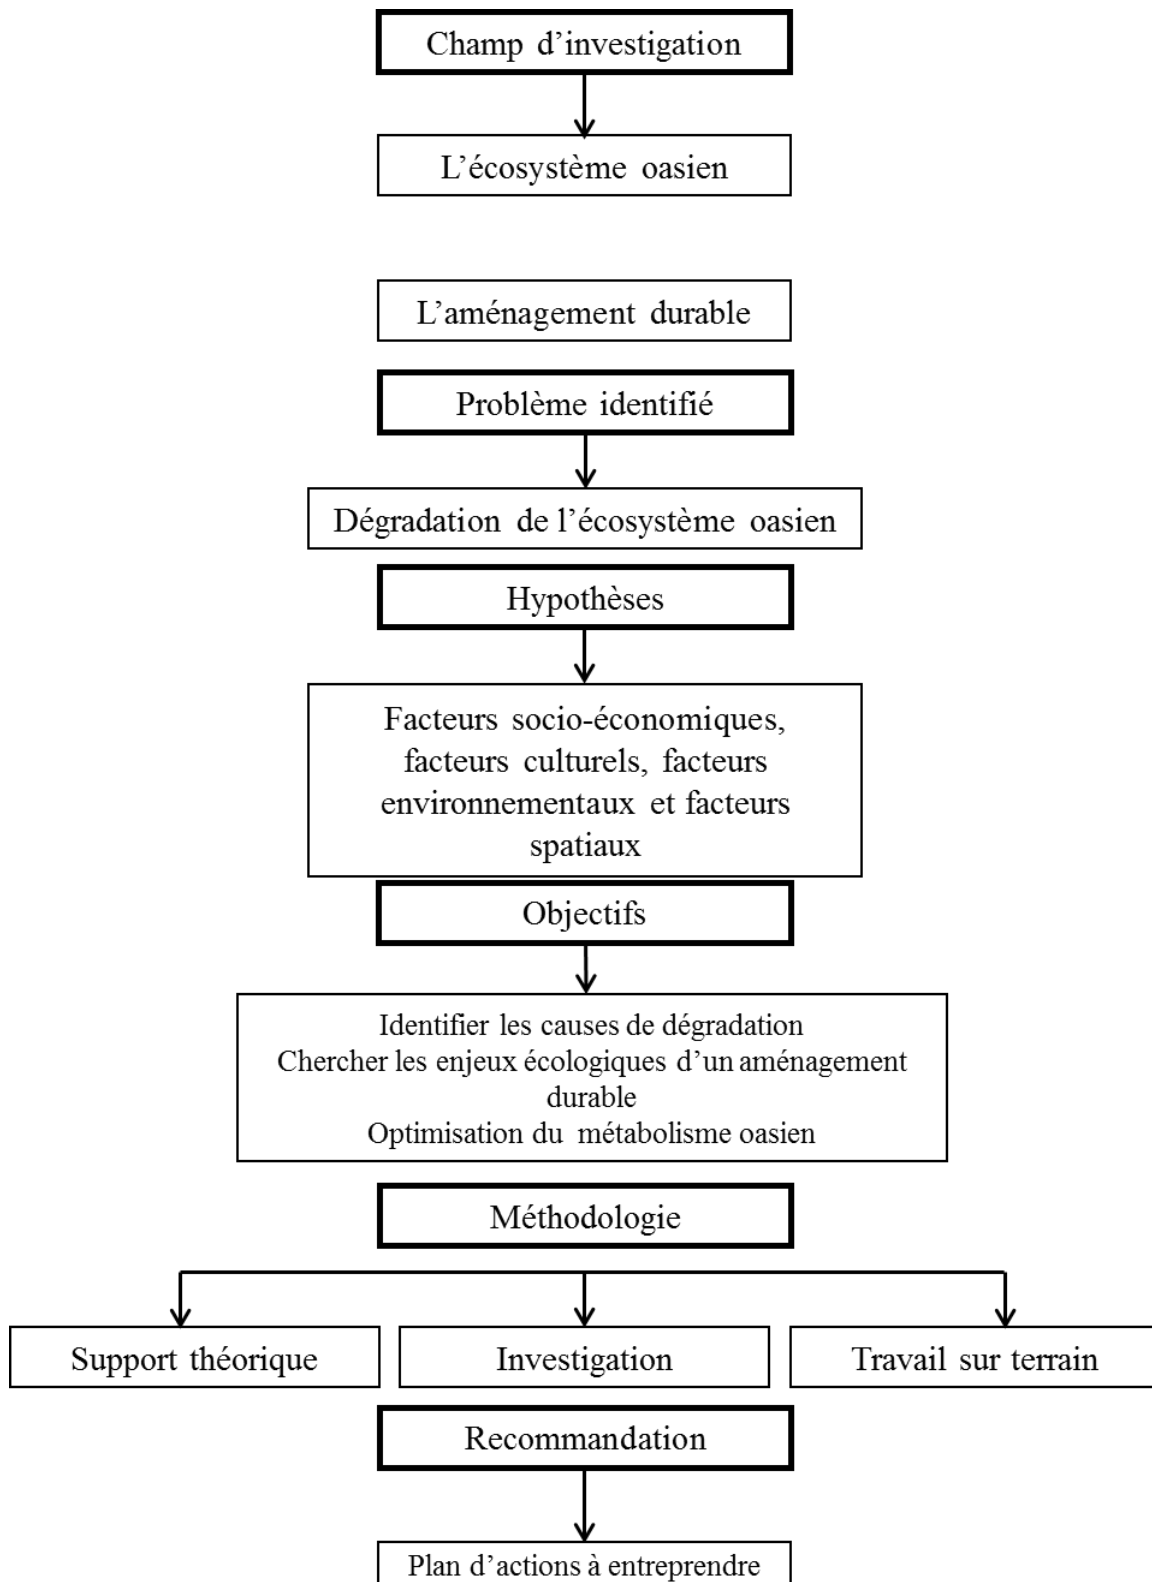 Champ d’investigation
L’écosystème oasien
L’aménagement durable
Problème identifié
Dégradation de l’écosystème oasien
Hypothèses
Facteurs socio-économiques,
facteurs culturels, facteurs
environnementaux et facteurs
spatiaux
Objectifs
Identifier les causes de dégradation
Chercher les enjeux écologiques d’un aménagement
durable
Optimisation du métabolisme oasien
Méthodologie
Support théorique
Investigation
Travail sur terrain
Recommandation
Plan d’actions à entreprendre